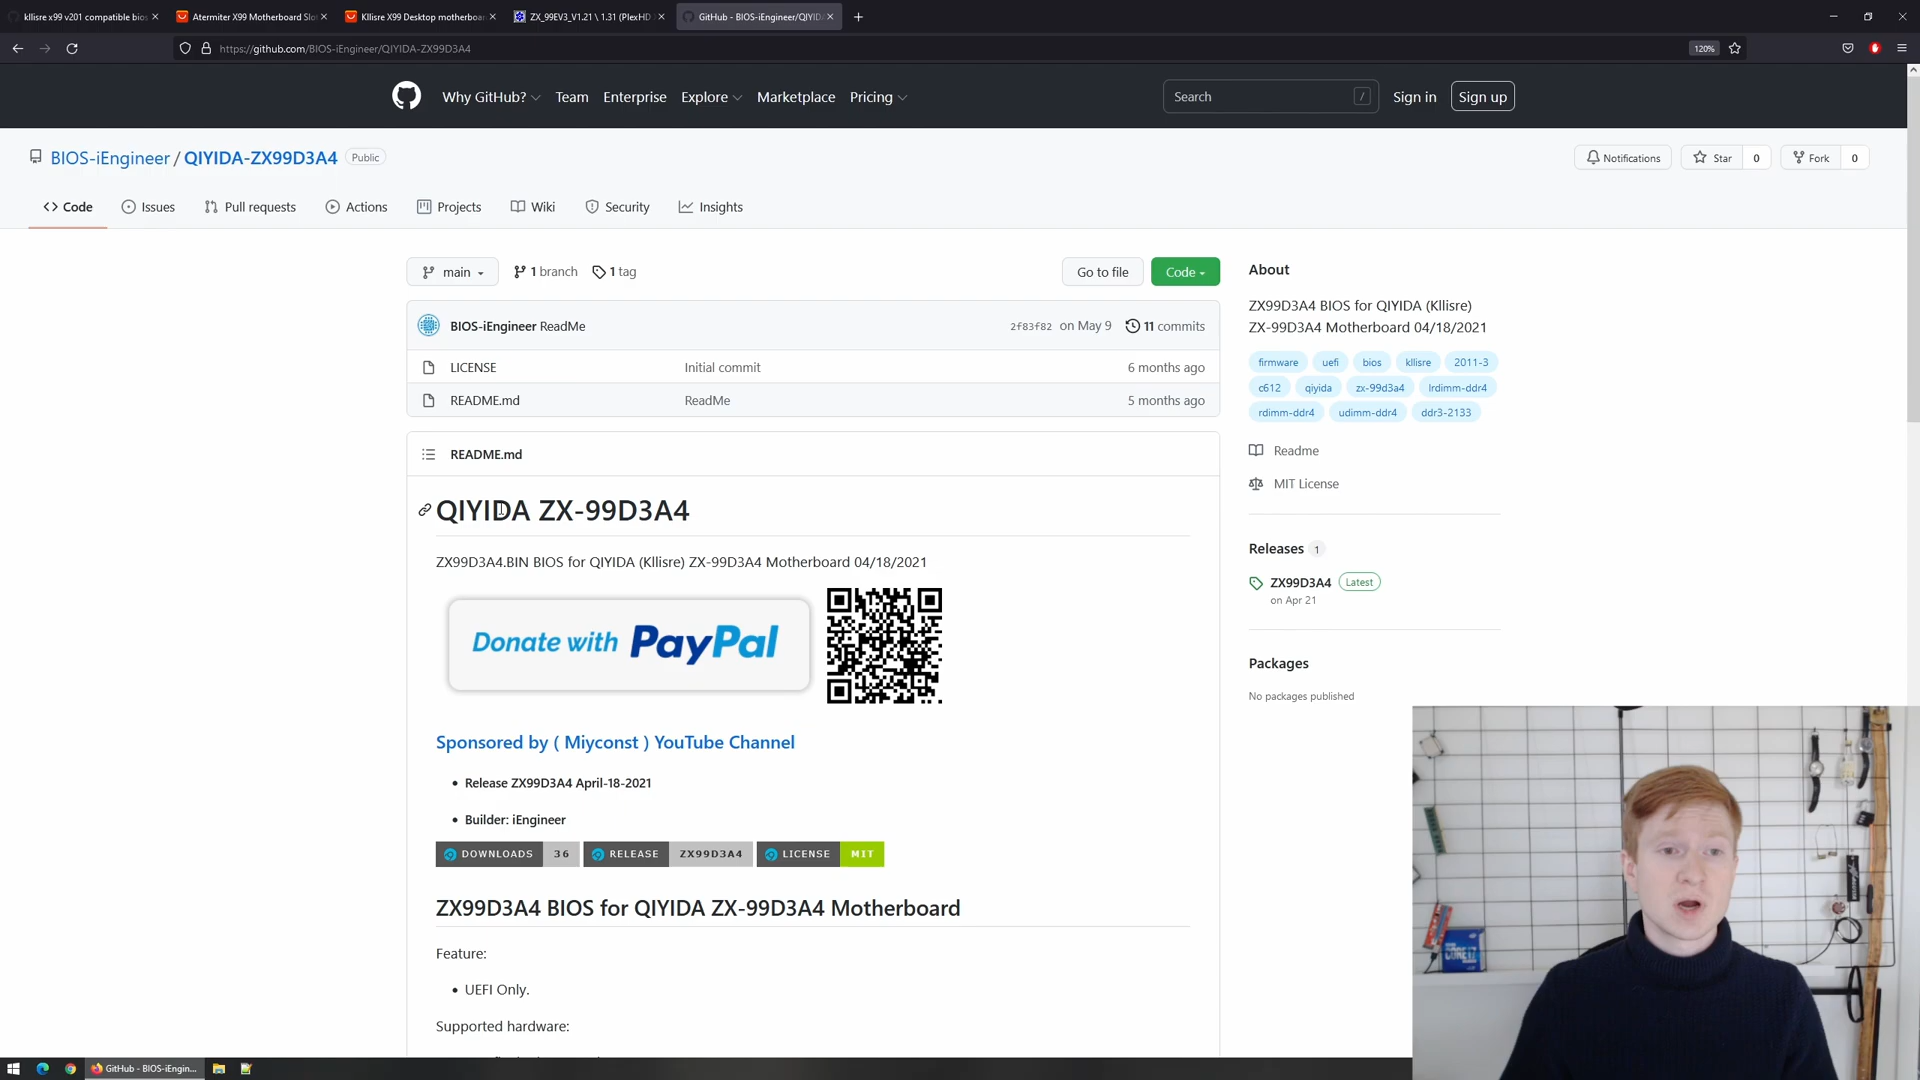 kllisre x99 v201 compatible bios
Atermiter X99 Motherboard Slo
Kllisre X99 Desktop motherboar
ZX_99EV3_V1.21 \ 1.31 (PlexHD
GitHub - BIOS-iEngineer/QIYID
https://github.com/BIOS-iEngineer/QIYIDA-ZX99D3A4
120%
Why GitHub?
Team
Enterprise
Explore
Marketplace
Pricing
Search
/
Sign in
Sign up
BIOS-iEngineer / QIYIDA-ZX99D3A4
Public
Notifications
Star
0
Fork
0
Code
Issues
Pull requests
Actions
Projects
Wiki
Security
Insights
main
1 branch
1 tag
Go to file
Code
BIOS-iEngineer ReadMe
2f83f82 on May 9
11 commits
LICENSE
Initial commit
6 months ago
README.md
ReadMe
5 months ago
README.md
QIYIDA ZX-99D3A4
ZX99D3A4.BIN BIOS for QIYIDA (Kllisre) ZX-99D3A4 Motherboard 04/18/2021
Donate with PayPal
Sponsored by ( Miyconst ) YouTube Channel
• Release ZX99D3A4 April-18-2021
• Builder: iEngineer
DOWNLOADS 36
RELEASE ZX99D3A4
LICENSE MIT
ZX99D3A4 BIOS for QIYIDA ZX-99D3A4 Motherboard
Feature:
• UEFI Only.
Supported hardware:
About
ZX99D3A4 BIOS for QIYIDA (Kllisre)
ZX-99D3A4 Motherboard 04/18/2021
firmware
uefi
bios
kllisre
2011-3
c612
qiyida
zx-99d3a4
lrdimm-ddr4
rdimm-ddr4
udimm-ddr4
ddr3-2133
Readme
MIT License
Releases 1
ZX99D3A4
Latest
on Apr 21
Packages
No packages published
GitHub - BIOS-iEngin...